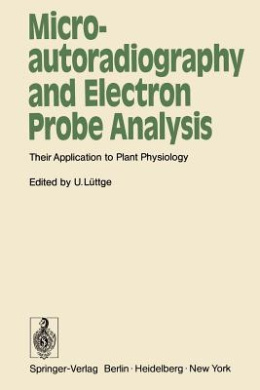 Micro-
autoradiography
and Electron
Probe Analysis
Their Application to Plant Physiology
Edited by U. Lüttge
Springer-Verlag Berlin · Heidelberg · New York